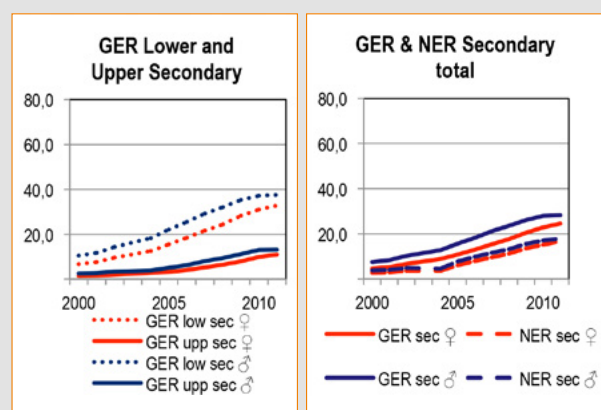 GER Lower and
Upper Secondary
80,0
60,0
40,0
20,0
2000 2005 2010
GER low sec ♀
GER upp sec ♀
GER low sec ♂
GER upp sec ♂
GER & NER Secondary
total
80,0
60,0
40,0
20,0
2000 2005 2010
GER sec ♀ NER sec ♀
GER sec ♂ NER sec ♂